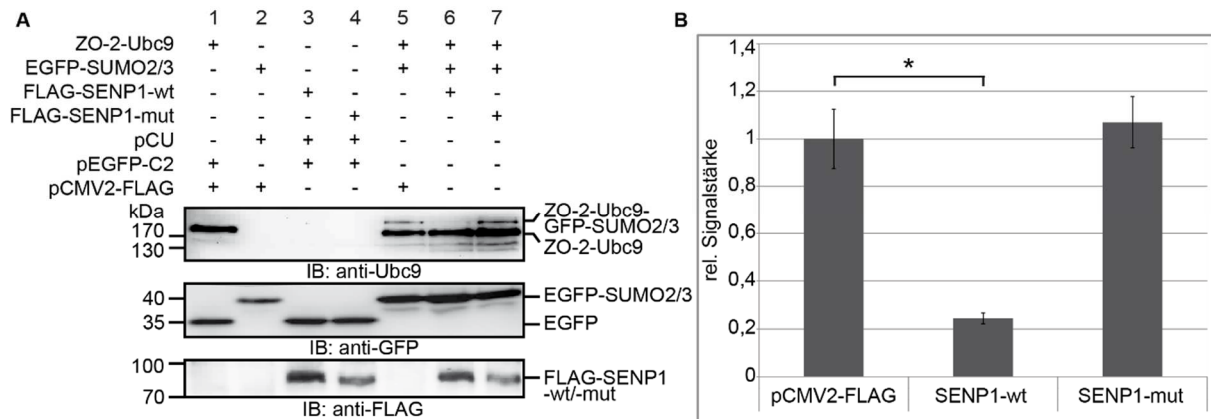 A
1 2 3 4 5 6 7
ZO-2-Ubc9 + - - - + + +
EGFP-SUMO2/3 - + - - + + +
FLAG-SENP1-wt - - + - - + -
FLAG-SENP1-mut - - - + - - +
pCU - + + + - - -
pEGFP-C2 + - + + - - -
pCMV2-FLAG + + - - + - -
kDa
170
130
ZO-2-Ubc9-
GFP-SUMO2/3
ZO-2-Ubc9
IB: anti-Ubc9
40
35
EGFP-SUMO2/3
EGFP
IB: anti-GFP
100
70
FLAG-SENP1
-wt/-mut
IB: anti-FLAG
B
rel. Signalstärke
1,4
1,2
1
0,8
0,6
0,4
0,2
0
*
pCMV2-FLAG SENP1-wt SENP1-mut